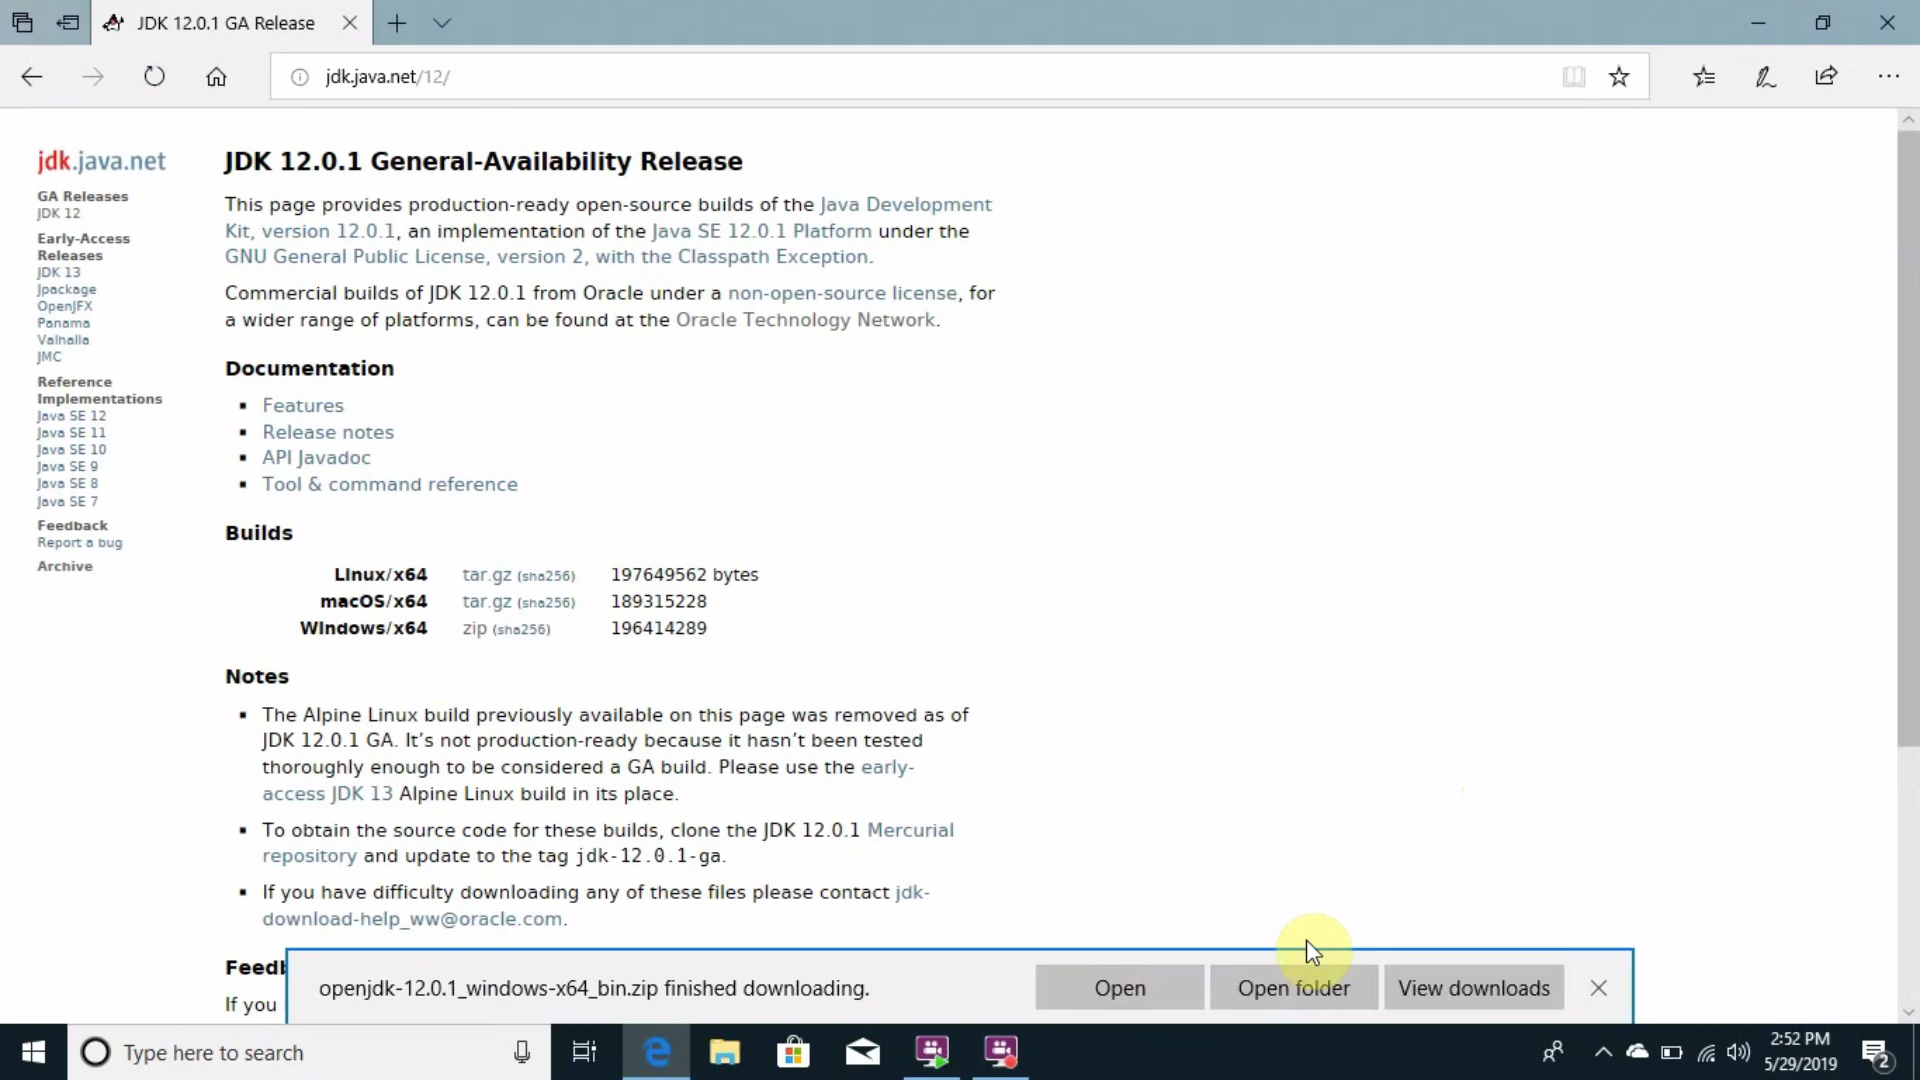 JDK 12.0.1 GA Release
jdk.java.net/12/
jdk.java.net
GA Releases
JDK 12
Early-Access
Releases
JDK 13
Jpackage
OpenJFX
Panama
Valhalla
JMC
Reference
Implementations
Java SE 12
Java SE 11
Java SE 10
Java SE 9
Java SE 8
Java SE 7
Feedback
Report a bug
Archive
JDK 12.0.1 General-Availability Release
This page provides production-ready open-source builds of the Java Development
Kit, version 12.0.1, an implementation of the Java SE 12.0.1 Platform under the
GNU General Public License, version 2, with the Classpath Exception.
Commercial builds of JDK 12.0.1 from Oracle under a non-open-source license, for
a wider range of platforms, can be found at the Oracle Technology Network.
Documentation
▪ Features
▪ Release notes
▪ API Javadoc
▪ Tool & command reference
Builds
Linux/x64 tar.gz (sha256) 197649562 bytes
macOS/x64 tar.gz (sha256) 189315228
Windows/x64 zip (sha256) 196414289
Notes
▪ The Alpine Linux build previously available on this page was removed as of
JDK 12.0.1 GA. It’s not production-ready because it hasn’t been tested
thoroughly enough to be considered a GA build. Please use the early-
access JDK 13 Alpine Linux build in its place.
▪ To obtain the source code for these builds, clone the JDK 12.0.1 Mercurial
repository and update to the tag jdk-12.0.1-ga.
▪ If you have difficulty downloading any of these files please contact jdk-
download-help_ww@oracle.com.
Feedb
If you
openjdk-12.0.1_windows-x64_bin.zip finished downloading. Open Open folder View downloads
Type here to search
2:52 PM
5/29/2019
2